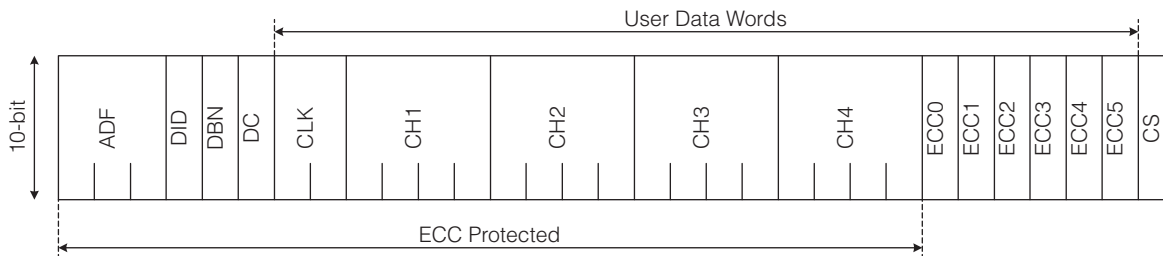 User Data Words
10-bit
ADF
DID
DBN
DC
CLK
CH1
CH2
CH3
CH4
ECC0
ECC1
ECC2
ECC3
ECC4
ECC5
CS
ECC Protected